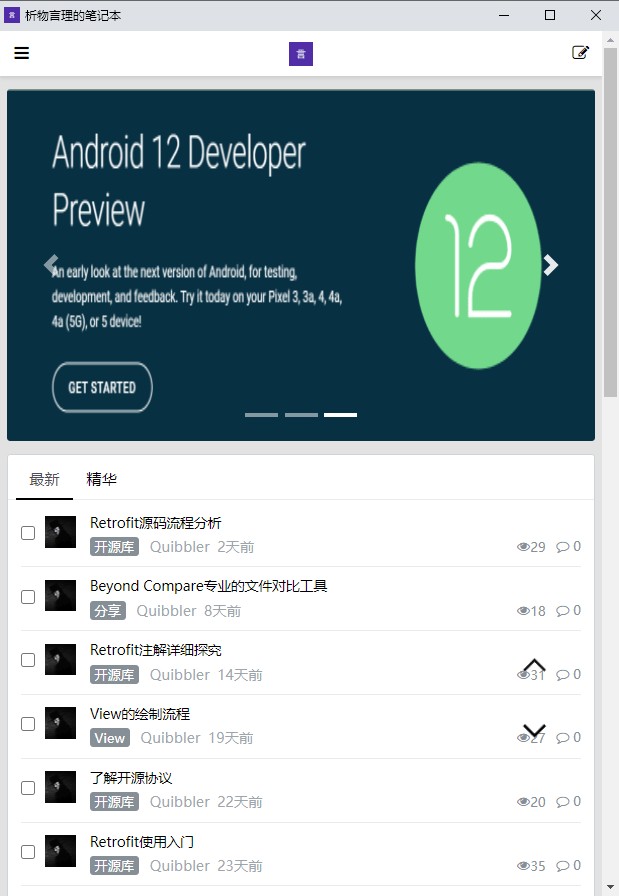 言 析物言理的笔记本
言
Android 12 Developer
Preview
An early look at the next version of Android, for testing,
development, and feedback. Try it today on your Pixel 3, 3a, 4, 4a,
4a (5G), or 5 device!
GET STARTED
12
最新 精华
Retrofit源码流程分析
开源库 Quibbler 2天前 29 0
Beyond Compare专业的文件对比工具
分享 Quibbler 8天前 18 0
Retrofit注解详细探究
开源库 Quibbler 14天前 31 0
View的绘制流程
View Quibbler 19天前 27 0
了解开源协议
开源库 Quibbler 22天前 20 0
Retrofit使用入门
开源库 Quibbler 23天前 35 0